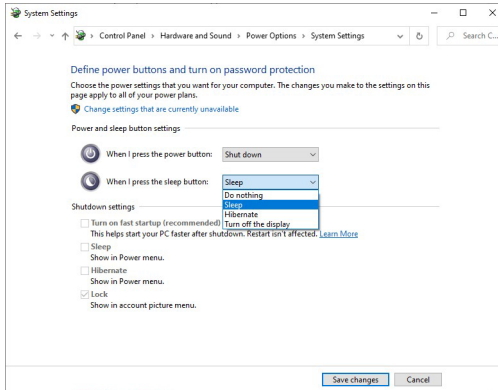 System Settings
Control Panel > Hardware and Sound > Power Options > System Settings
Search C...
Define power buttons and turn on password protection
Choose the power settings that you want for your computer. The changes you make to the settings on this
page apply to all of your power plans.
Change settings that are currently unavailable
Power and sleep button settings
When I press the power button: Shut down
When I press the sleep button: Sleep
Do nothing
Sleep
Hibernate
Turn off the display
Shutdown settings
Turn on fast startup (recommended)
This helps start your PC faster after shutdown. Restart isn't affected. Learn More
Sleep
Show in Power menu.
Hibernate
Show in Power menu.
Lock
Show in account picture menu.
Save changes Cancel